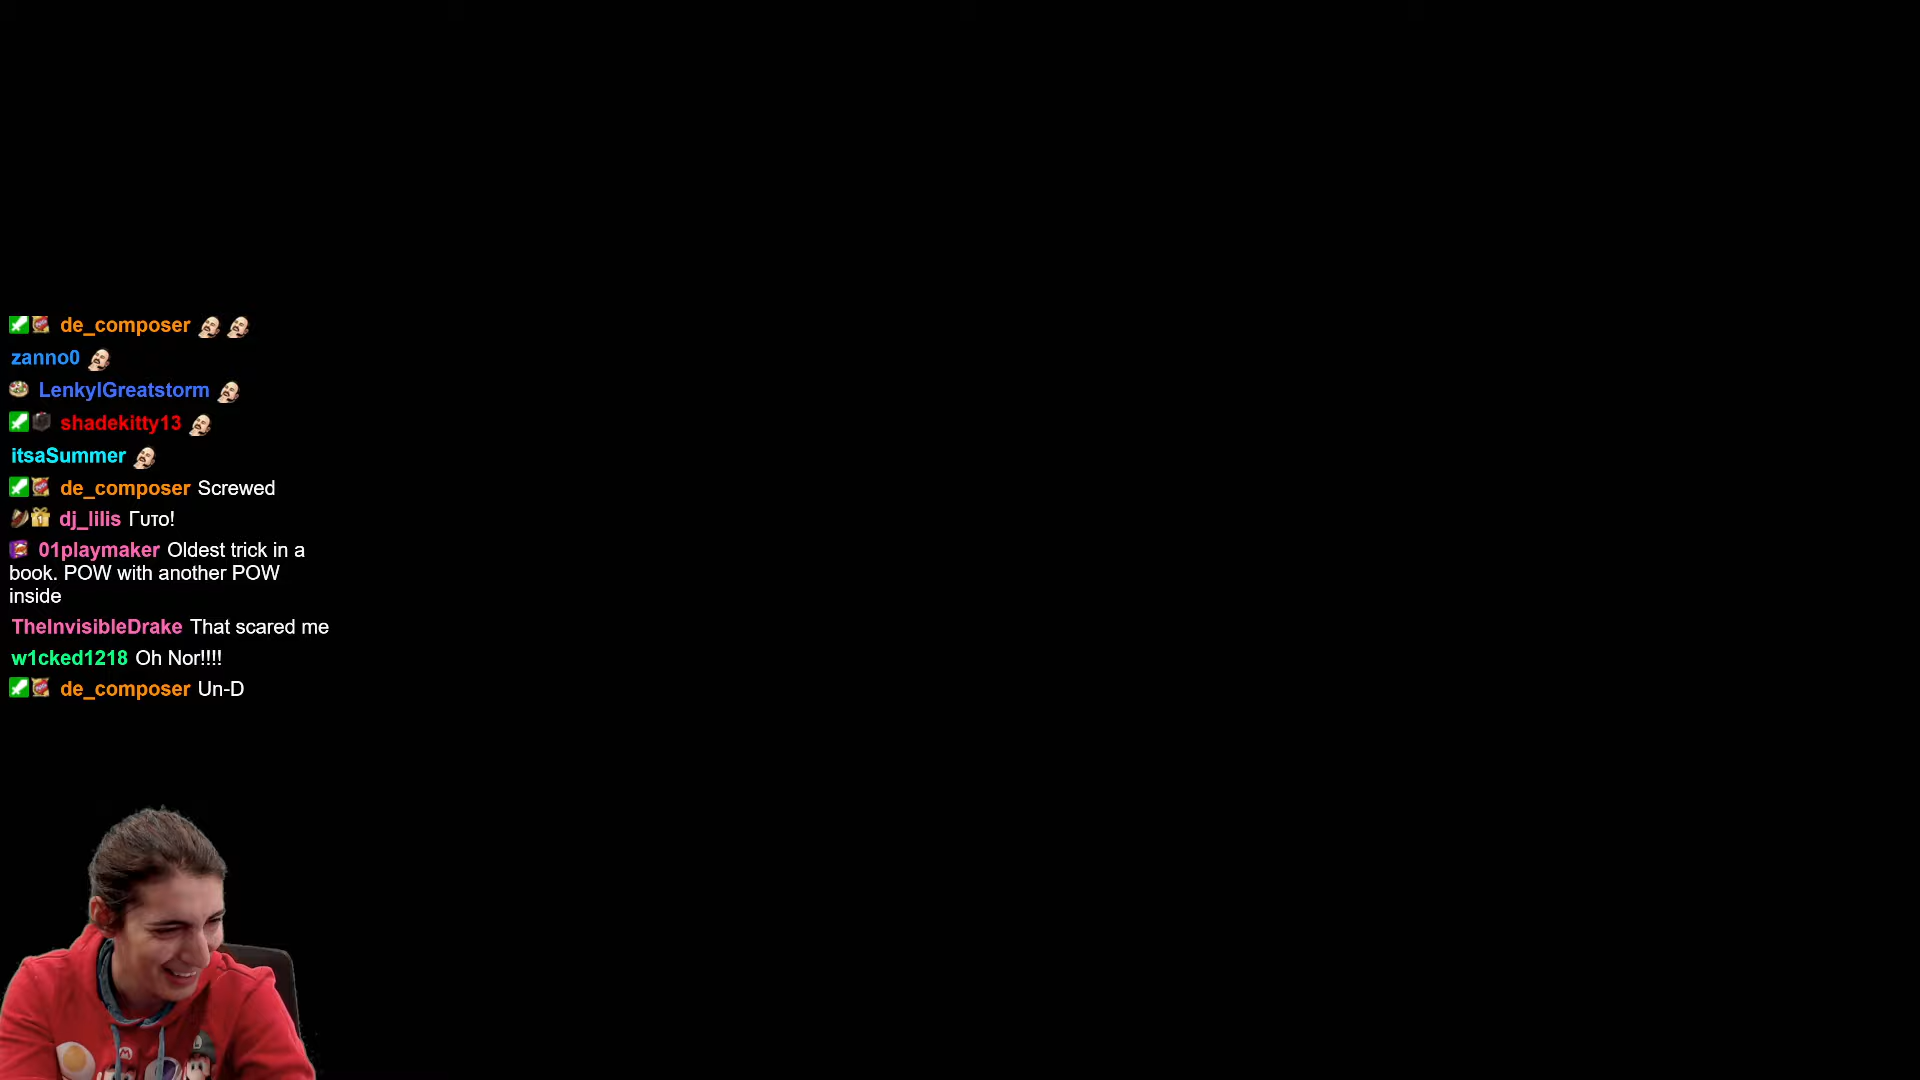 de_composer
zanno0
LenkylGreatstorm
shadekitty13
itsaSummer
de_composer Screwed
dj_lilis Гuто!
01playmaker Oldest trick in a
book. POW with another POW
inside
TheInvisibleDrake That scared me
w1cked1218 Oh Nor!!!!
de_composer Un-D